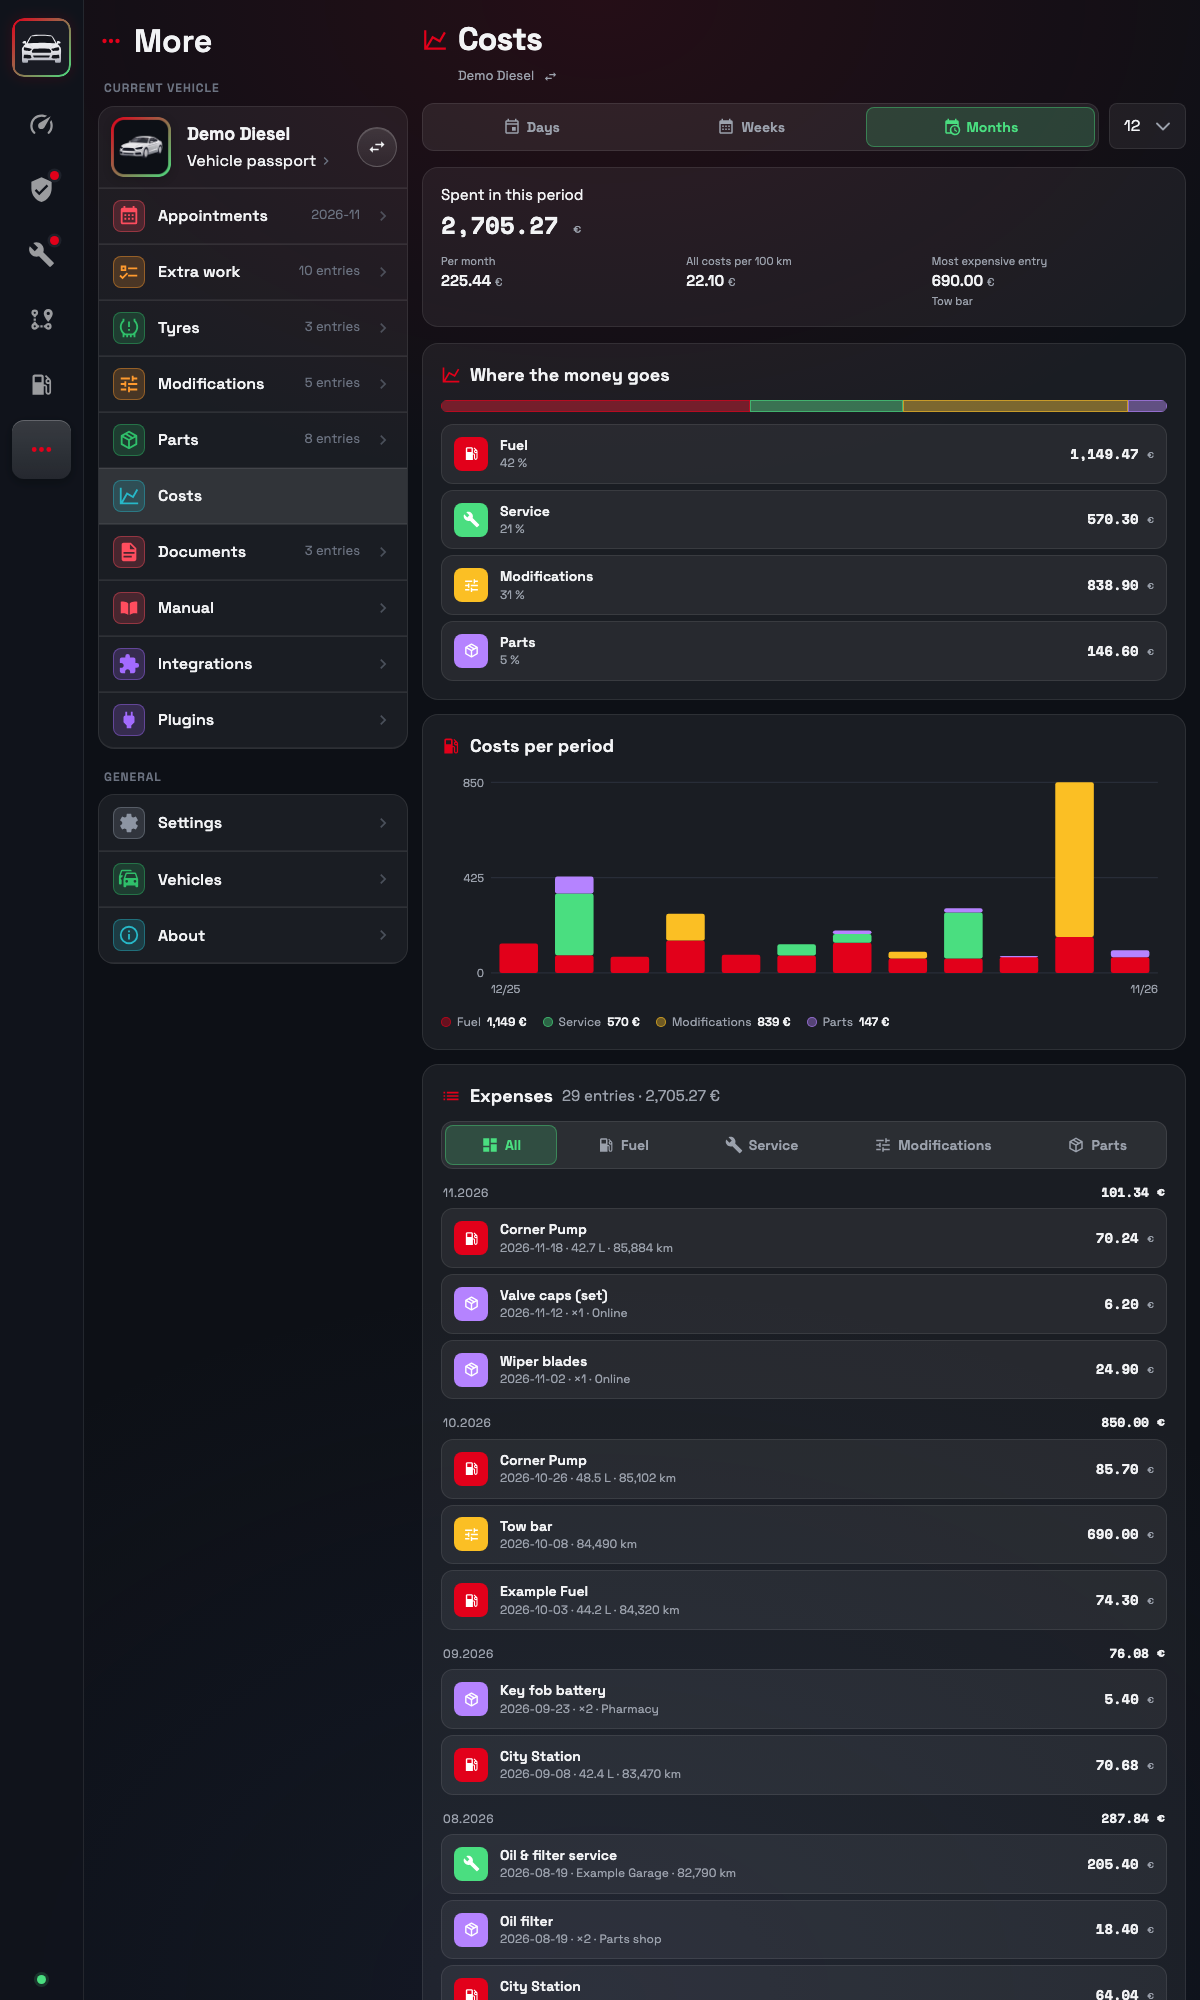 More
CURRENT VEHICLE
Demo Diesel
Vehicle passport
Appointments 2026-11
Extra work 10 entries
Tyres 3 entries
Modifications 5 entries
Parts 8 entries
Costs
Documents 3 entries
Manual
Integrations
Plugins
GENERAL
Settings
Vehicles
About
Costs
Demo Diesel
Days Weeks Months 12
Spent in this period
2,705.27 €
Per month All costs per 100 km Most expensive entry
225.44 € 22.10 € 690.00 €
Tow bar
Where the money goes
Fuel
42 %
1,149.47 €
Service
21 %
570.30 €
Modifications
31 %
838.90 €
Parts
5 %
146.60 €
Costs per period
850
425
0
12/25 11/26
Fuel 1,149 € Service 570 € Modifications 839 € Parts 147 €
Expenses 29 entries · 2,705.27 €
All Fuel Service Modifications Parts
11.2026 101.34 €
Corner Pump
2026-11-18 · 42.7 L · 85,884 km
70.24 €
Valve caps (set)
2026-11-12 · ×1 · Online
6.20 €
Wiper blades
2026-11-02 · ×1 · Online
24.90 €
10.2026 850.00 €
Corner Pump
2026-10-26 · 48.5 L · 85,102 km
85.70 €
Tow bar
2026-10-08 · 84,490 km
690.00 €
Example Fuel
2026-10-03 · 44.2 L · 84,320 km
74.30 €
09.2026 76.08 €
Key fob battery
2026-09-23 · ×2 · Pharmacy
5.40 €
City Station
2026-09-08 · 42.4 L · 83,470 km
70.68 €
08.2026 287.84 €
Oil & filter service
2026-08-19 · Example Garage · 82,790 km
205.40 €
Oil filter
2026-08-19 · ×2 · Parts shop
18.40 €
City Station
64.04 €